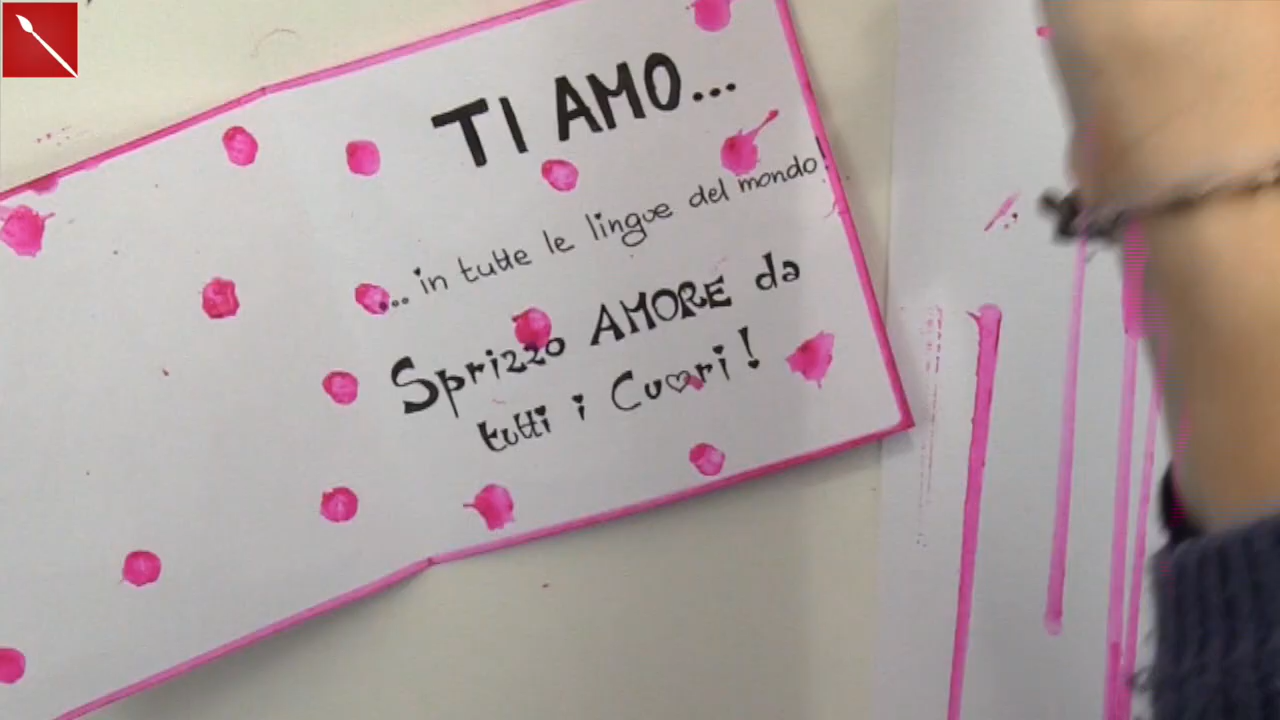 TI AMO...
... in tutte le lingue del mondo!
Sprizzo AMORE da
tutti i Cuori!